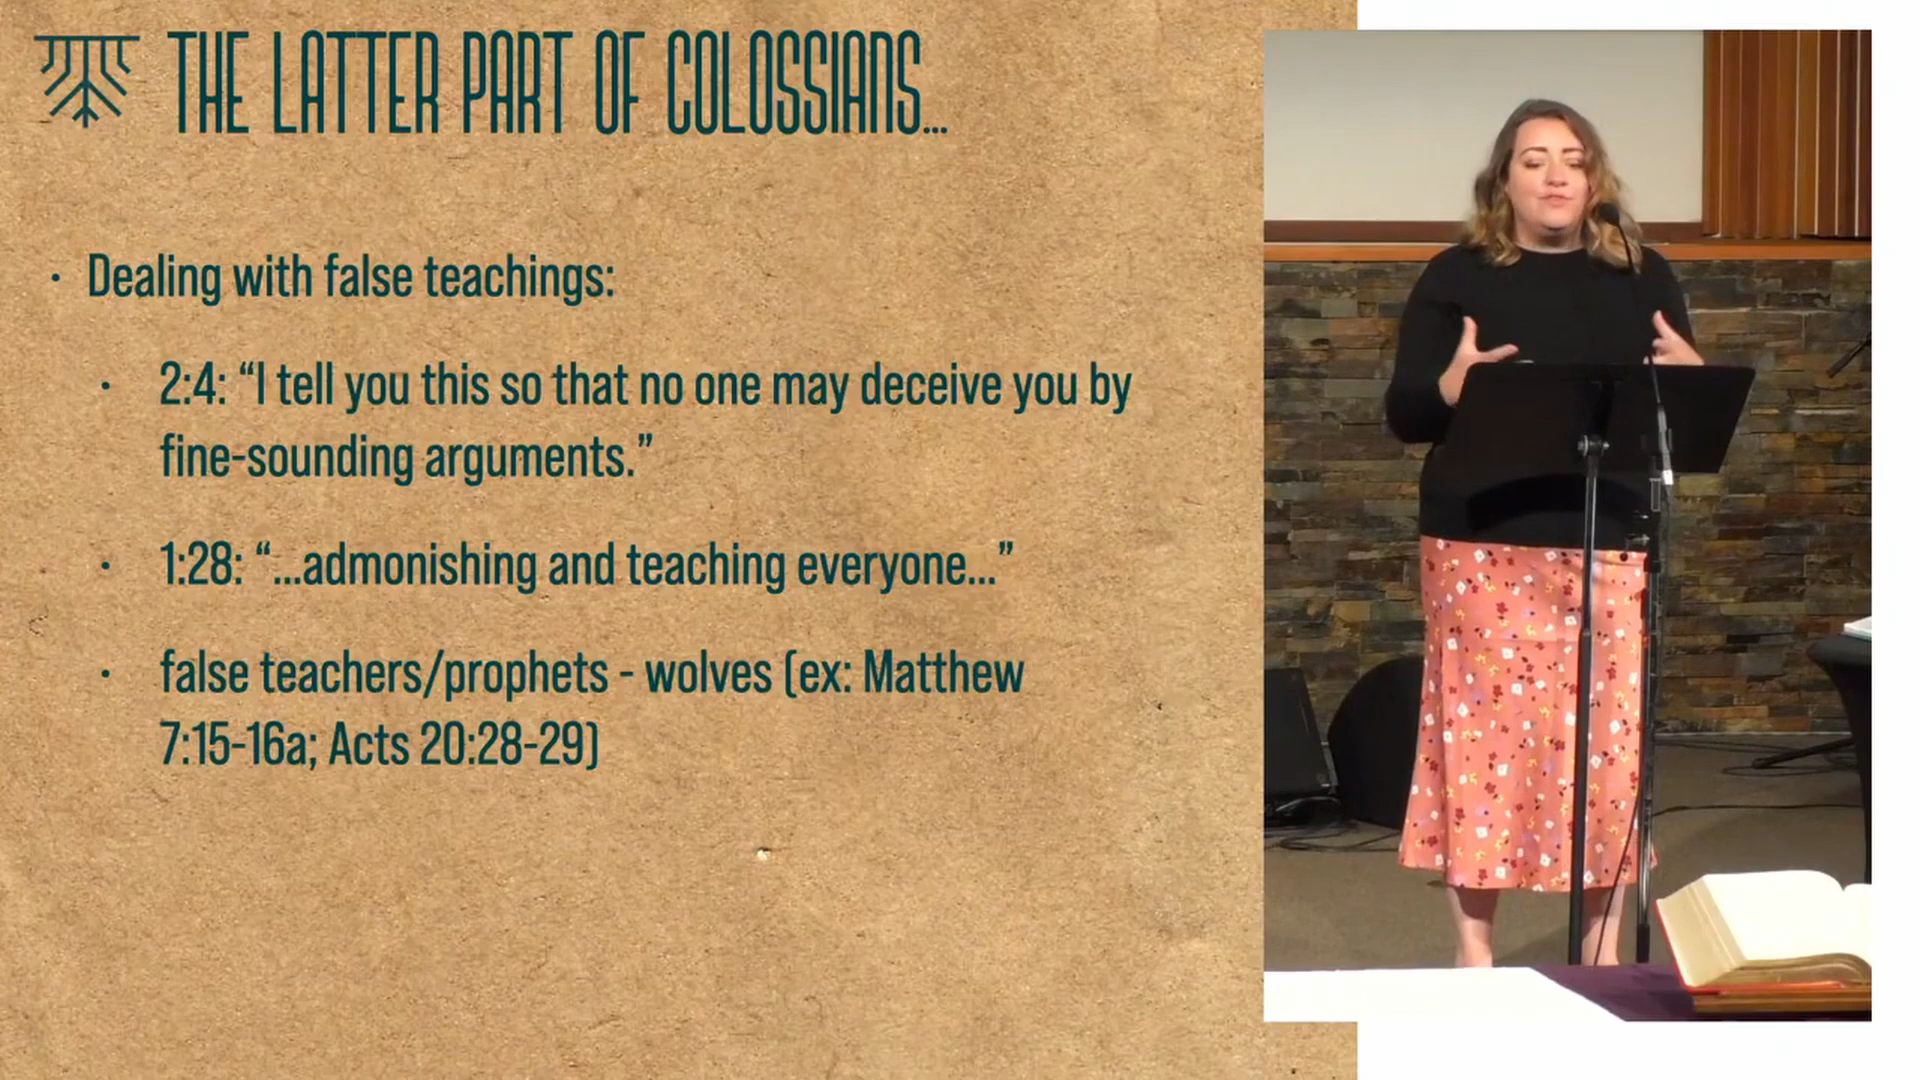 THE LATTER PART OF COLOSSIANS...
• Dealing with false teachings:
• 2:4: “I tell you this so that no one may deceive you by
fine-sounding arguments.”
• 1:28: “...admonishing and teaching everyone...”
• false teachers/prophets - wolves (ex: Matthew
7:15-16a; Acts 20:28-29)